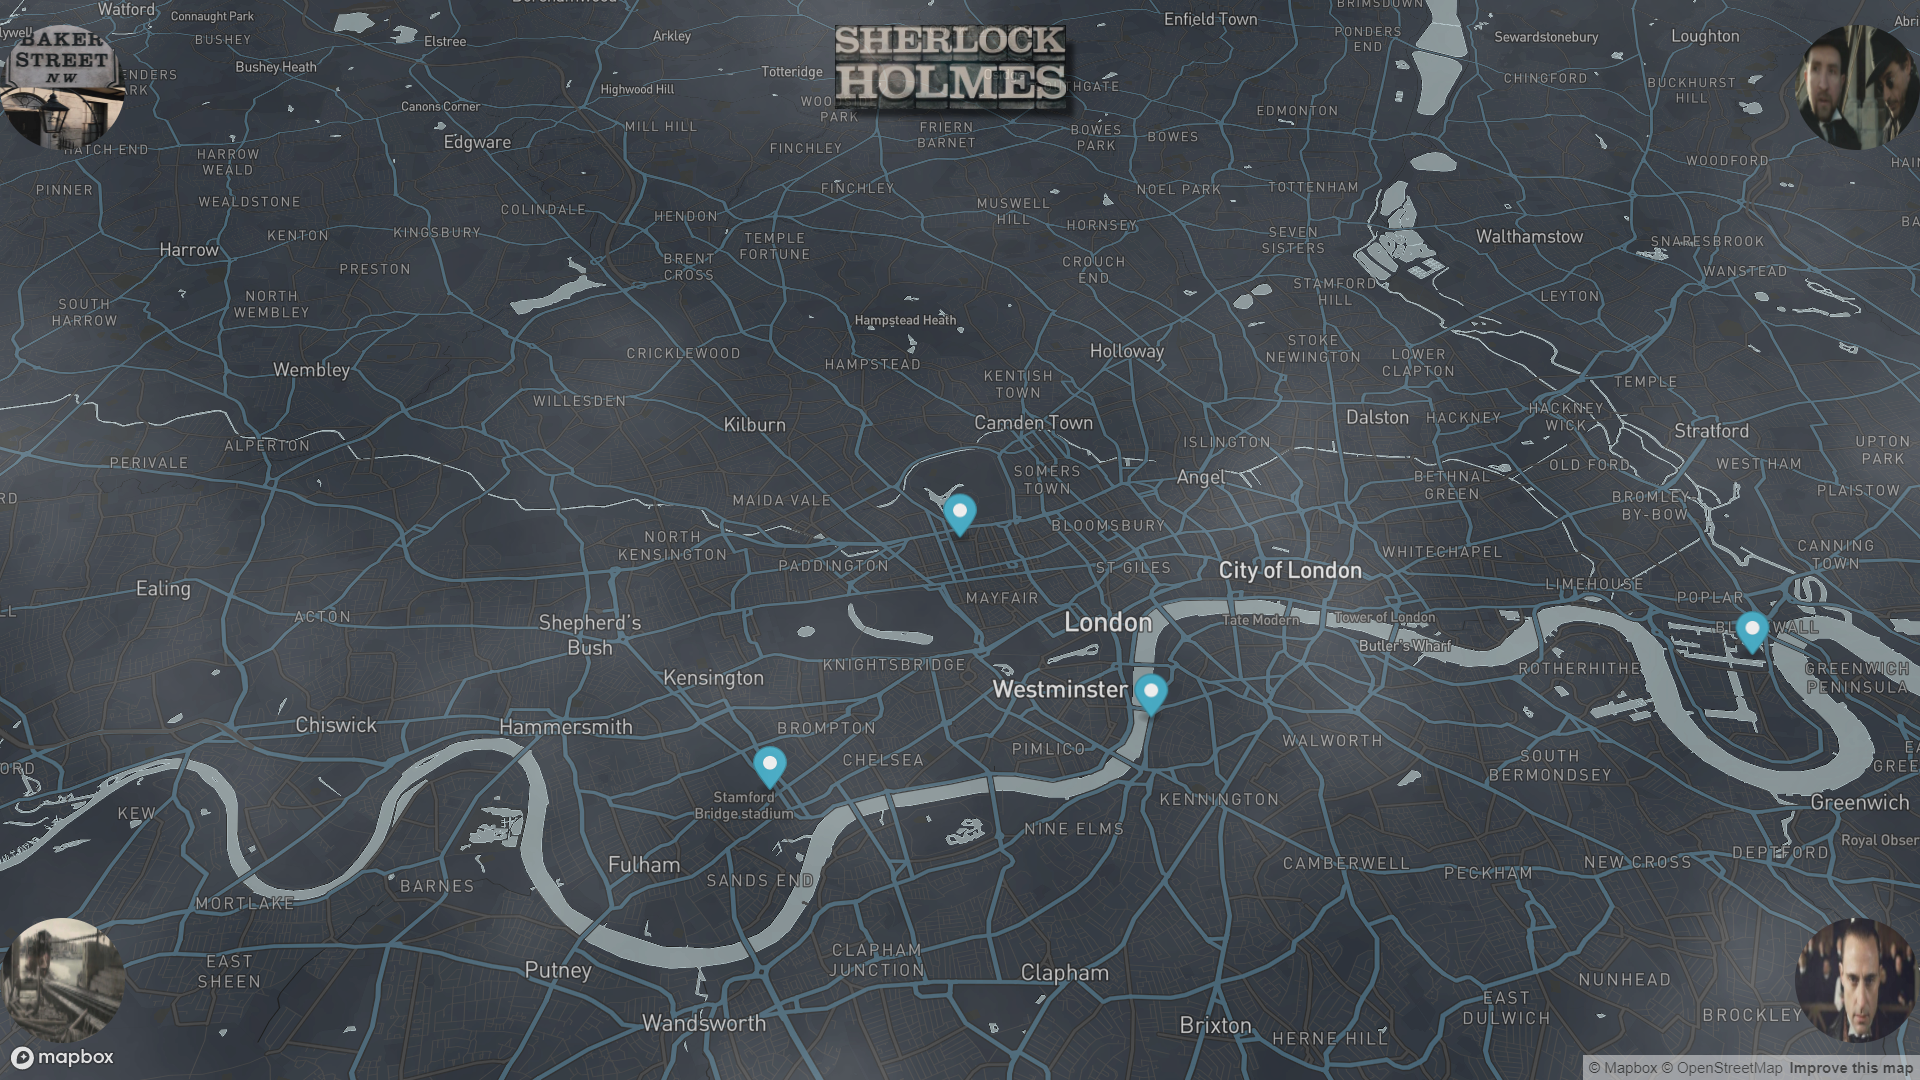 Watford
Connaught Park
BUSHEY
Elstree
Bushey Heath
BAKER
STREET
N.W
Arkley
Totteridge
Highwood Hill
Canons Corner
Edgware
MILL HILL
SHERLOCK
HOLMES
Enfield Town
BRIMSDOWN
PONDERS
END
Sewardstonebury
Loughton
CHINGFORD
BUCKHURST
HILL
EDMONTON
PARK
FRIERN
BARNET
BOWES
PARK
BOWES
FINCHLEY
HATCH END
HARROW
WEALD
PINNER
WEALDSTONE
COLINDALE
HENDON
FINCHLEY
MUSWELL
HILL
NOEL PARK
TOTTENHAM
WOODFORD
Harrow
KENTON
KINGSBURY
TEMPLE
FORTUNE
HORNSEY
SEVEN
SISTERS
Walthamstow
SNARESBROOK
PRESTON
BRENT
CROSS
CROUCH
END
WANSTEAD
SOUTH
HARROW
NORTH
WEMBLEY
STAMFORD
HILL
LEYTON
Hampstead Heath
CRICKLEWOOD
HAMPSTEAD
Holloway
STOKE
NEWINGTON
LOWER
CLAPTON
Wembley
KENTISH
TOWN
TEMPLE
WILLESDEN
Kilburn
Camden Town
Dalston
HACKNEY
HACKNEY
WICK
Stratford
ALPERTON
PERIVALE
ISLINGTON
UPTON
PARK
SOMERS
TOWN
Angel
BETHNAL
GREEN
OLD FORD
WEST HAM
MAIDA VALE
BROMLEY
BY-BOW
PLAISTOW
NORTH
KENSINGTON
BLOOMSBURY
WHITECHAPEL
CANNING
TOWN
PADDINGTON
ST GILES
City of London
LIMEHOUSE
Ealing
ACTON
MAYFAIR
POPLAR
Shepherd's
Bush
London
Tate Modern
Tower of London
Butler's Wharf
KNIGHTSBRIDGE
ROTHERHITHE
GREENWICH
PENINSULA
Kensington
Westminster
Chiswick
Hammersmith
BROMPTON
PIMLICO
WALWORTH
CHELSEA
SOUTH
BERMONDSEY
Stamford
Bridge stadium
KEW
KENNINGTON
Greenwich
NINE ELMS
Royal Obser
Fulham
SANDS END
CAMBERWELL
PECKHAM
NEW CROSS
DEPTFORD
BARNES
MORTLAKE
EAST
SHEEN
Putney
CLAPHAM
JUNCTION
Clapham
NUNHEAD
EAST
DULWICH
Wandsworth
Brixton
HERNE HILL
BROCKLEY
mapbox
© Mapbox © OpenStreetMap Improve this map